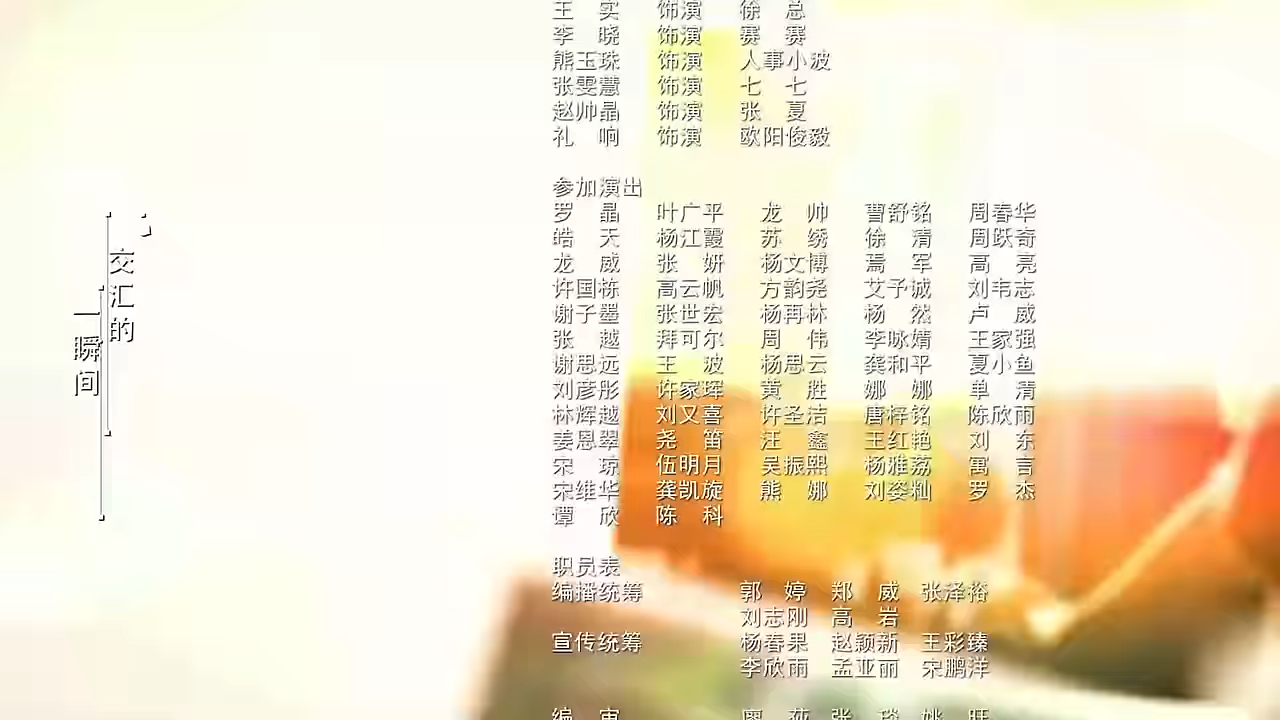 交汇的
一瞬间
王 实 饰演 徐 总
李 晓 饰演 赛 赛
熊玉珠 饰演 人事小波
张雯慧 饰演 七 七
赵帅晶 饰演 张 夏
礼 响 饰演 欧阳俊毅
参加演出
罗 晶 叶广平 龙 帅 曹舒铭 周春华
皓 天 杨江霞 苏 绣 徐 清 周跃奇
龙 威 张 妍 杨文博 焉 军 高 亮
许国栋 高云帆 方韵尧 艾予诚 刘韦志
谢子墨 张世宏 杨再林 杨 然 卢 威
张 越 拜可尔 周 伟 李咏婧 王家强
谢思远 王 波 杨思云 龚和平 夏小鱼
刘彦彤 许家珲 黄 胜 娜 娜 单 清
林辉越 刘又喜 许圣洁 唐梓铭 陈欣雨
姜恩翠 尧 笛 汪 鑫 王红艳 刘 东
宋 琼 伍明月 吴振熙 杨雅荔 寓 言
宋维华 龚凯旋 熊 娜 刘姿籼 罗 杰
谭 欣 陈 科
职员表
编播统筹 郭 婷 郑 威 张泽裕
刘志刚 高 岩
宣传统筹 杨春果 赵颖新 王彩臻
李欣雨 孟亚丽 宋鹏洋
编 审 廖 荻 张 琰 姚 旺